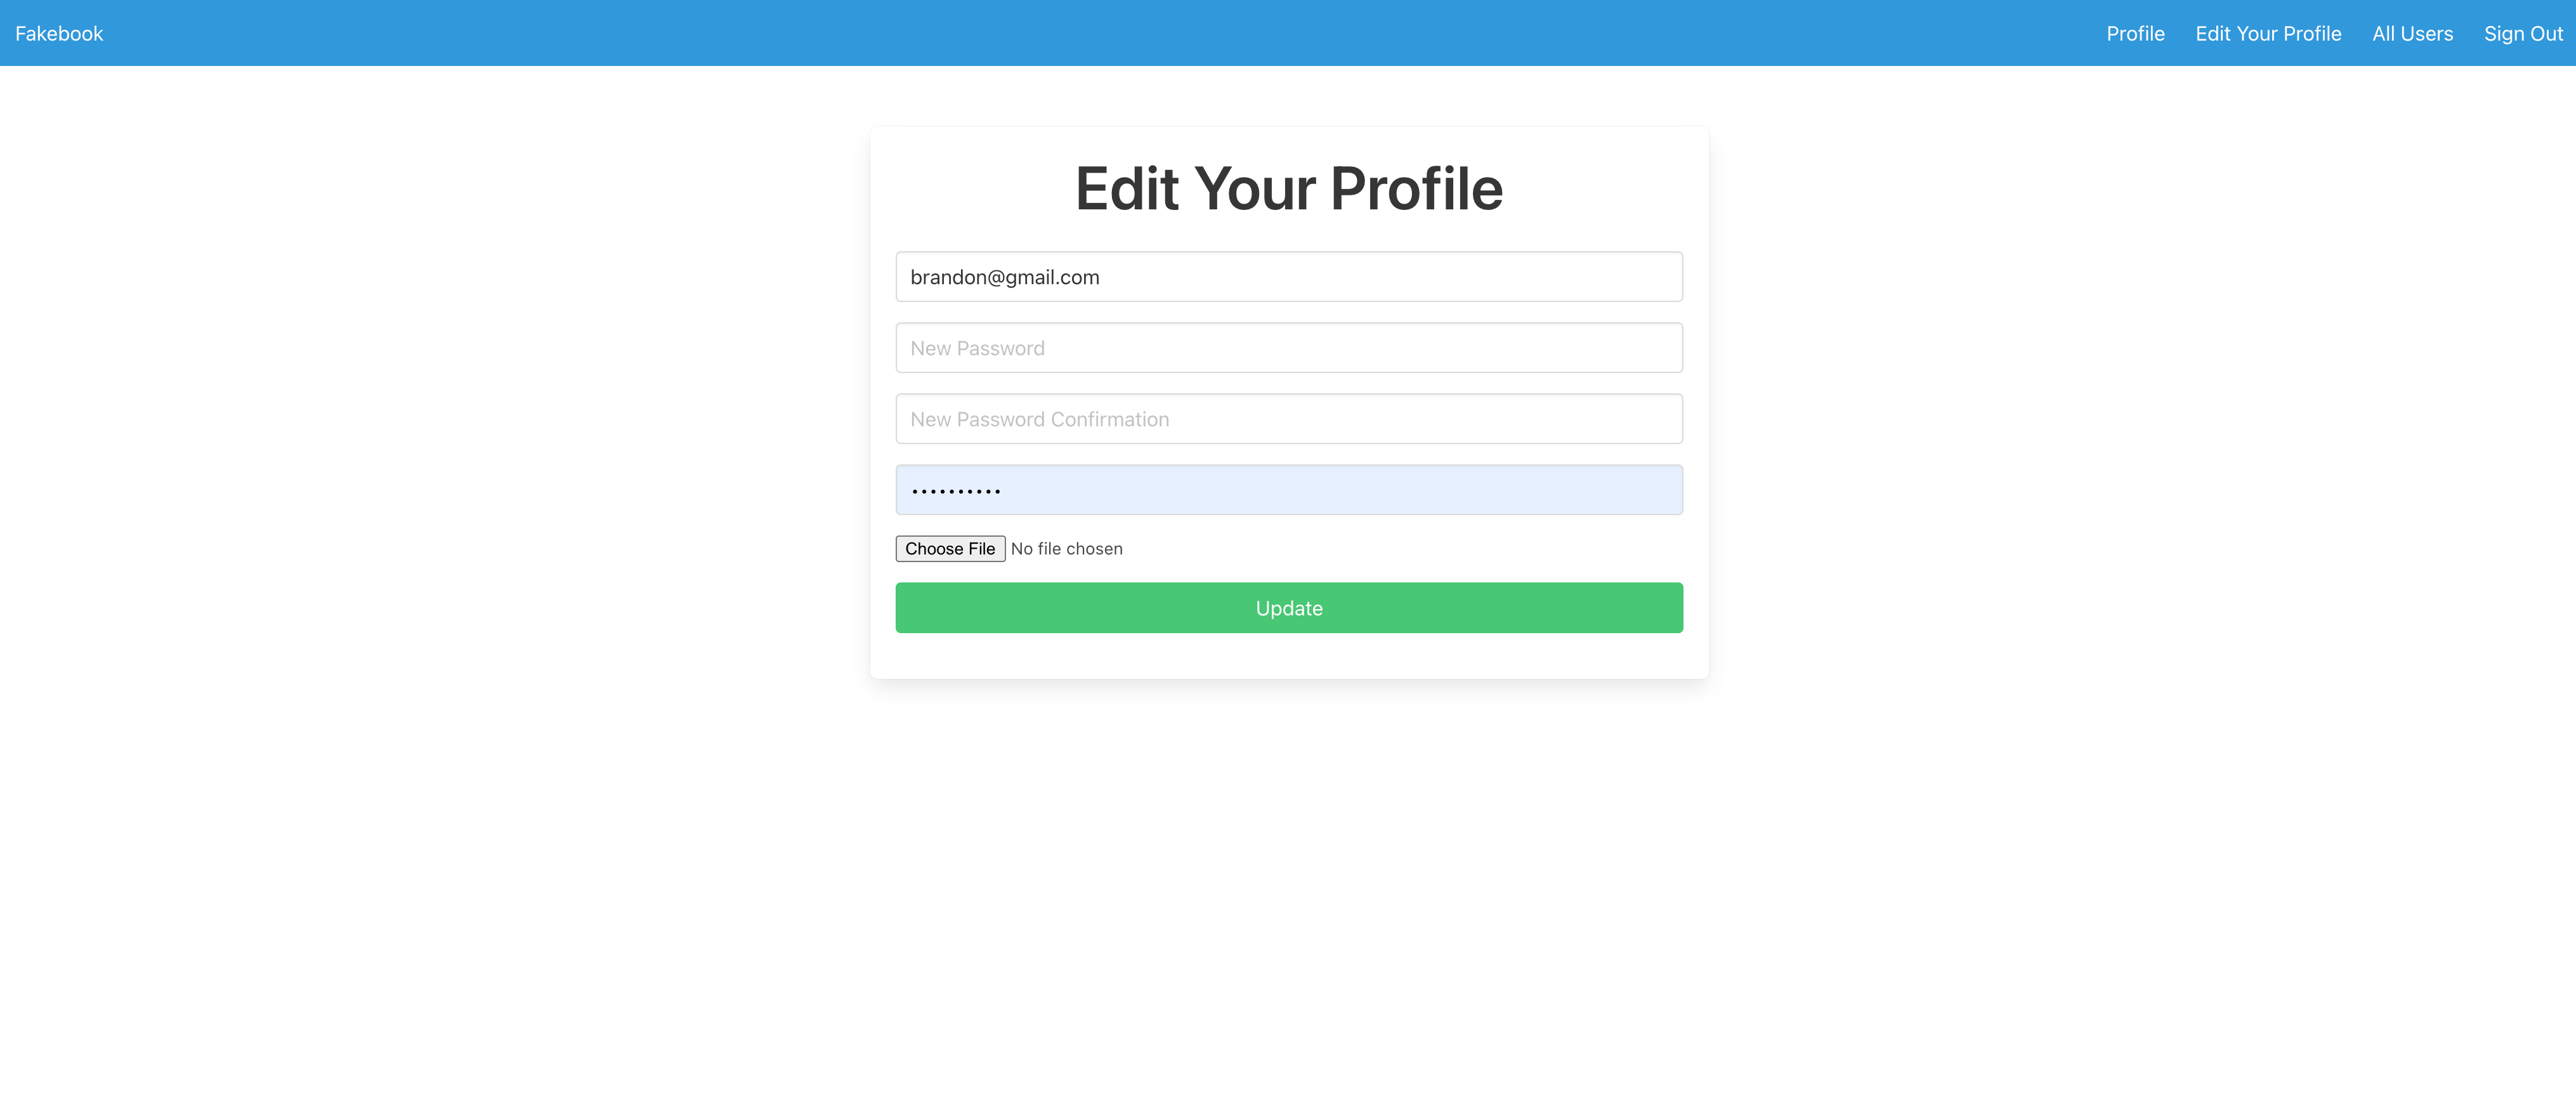 Fakebook Profile Edit Your Profile All Users Sign Out
Edit Your Profile
brandon@gmail.com
New Password
New Password Confirmation
••••••••••
Choose File No file chosen
Update